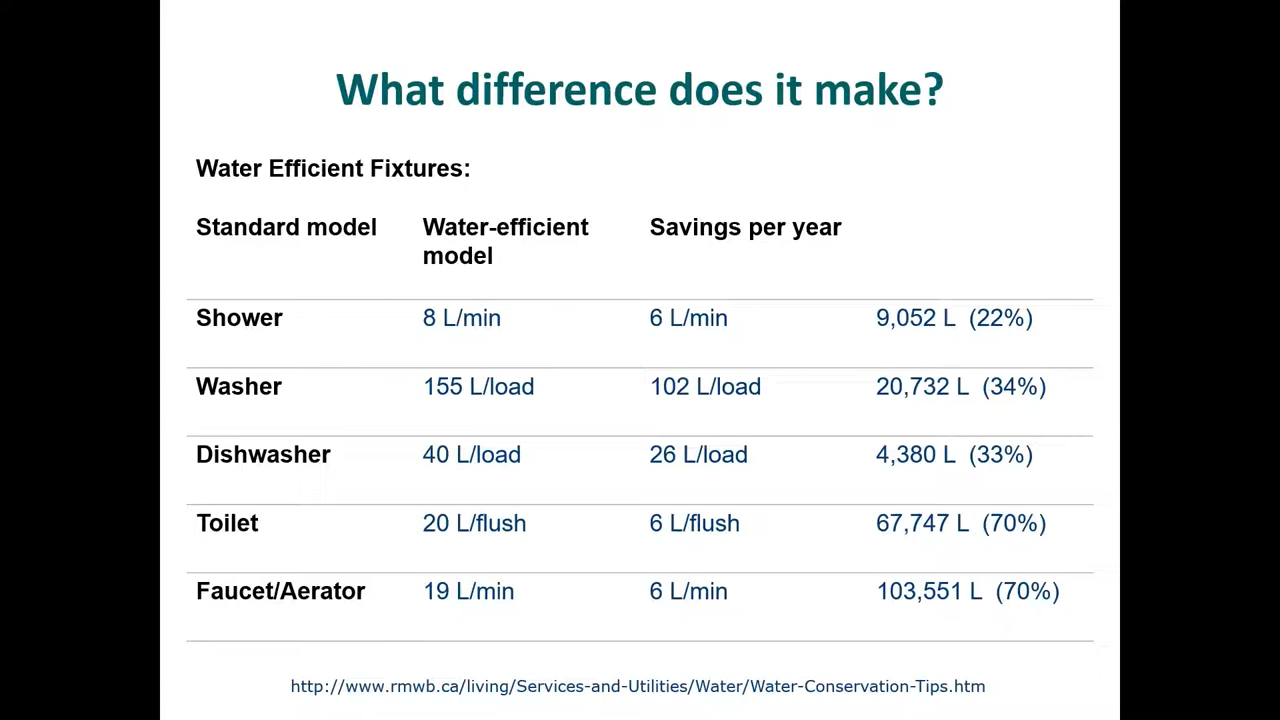 What difference does it make?
Water Efficient Fixtures:
Standard model Water-efficient model Savings per year
Shower 8 L/min 6 L/min 9,052 L (22%)
Washer 155 L/load 102 L/load 20,732 L (34%)
Dishwasher 40 L/load 26 L/load 4,380 L (33%)
Toilet 20 L/flush 6 L/flush 67,747 L (70%)
Faucet/Aerator 19 L/min 6 L/min 103,551 L (70%)
http://www.rmwb.ca/living/Services-and-Utilities/Water/Water-Conservation-Tips.htm